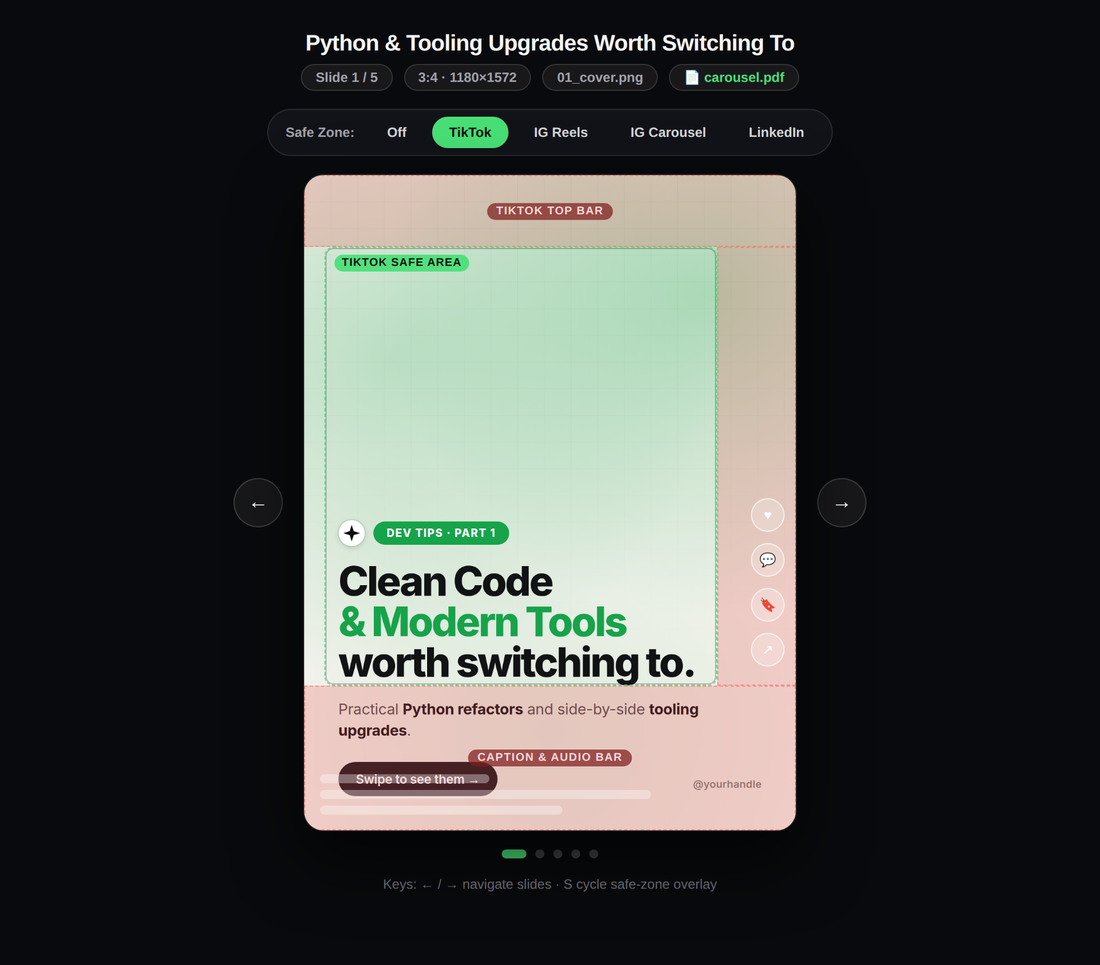 Python & Tooling Upgrades Worth Switching To
Slide 1 / 5
3:4 · 1180×1572
01_cover.png
📄 carousel.pdf
Safe Zone:
Off
TikTok
IG Reels
IG Carousel
LinkedIn
TIKTOK TOP BAR
TIKTOK SAFE AREA
DEV TIPS · PART 1
Clean Code
& Modern Tools
worth switching to.
Practical Python refactors and side-by-side tooling
upgrades.
CAPTION & AUDIO BAR
Swipe to see them →
@yourhandle
Keys: ← / → navigate slides · S cycle safe-zone overlay